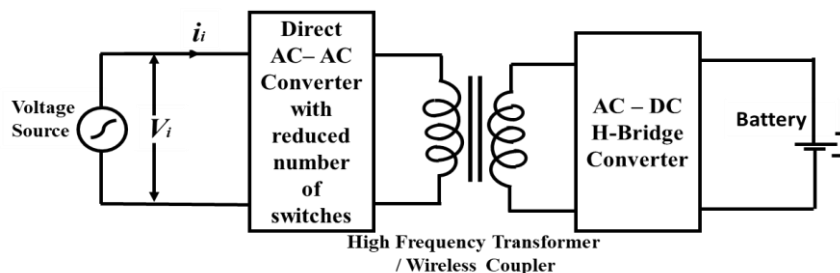 i i
Voltage
Source
V i
Direct
AC– AC
Converter
with
reduced
number
of
switches
High Frequency Transformer
/ Wireless Coupler
AC – DC
H-Bridge
Converter
Battery